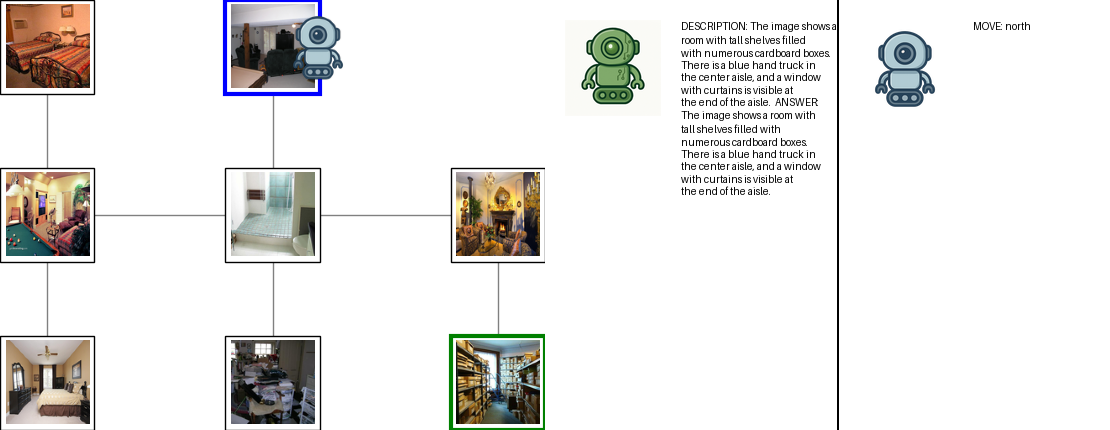 DESCRIPTION: The image shows a
room with tall shelves filled
with numerous cardboard boxes.
There is a blue hand truck in
the center aisle, and a window
with curtains is visible at
the end of the aisle.  ANSWER
The image shows a room with
tall shelves filled with
numerous cardboard boxes.
There is a blue hand truck in
the center aisle, and a window
with curtains is visible at
the end of the aisle.
MOVE: north